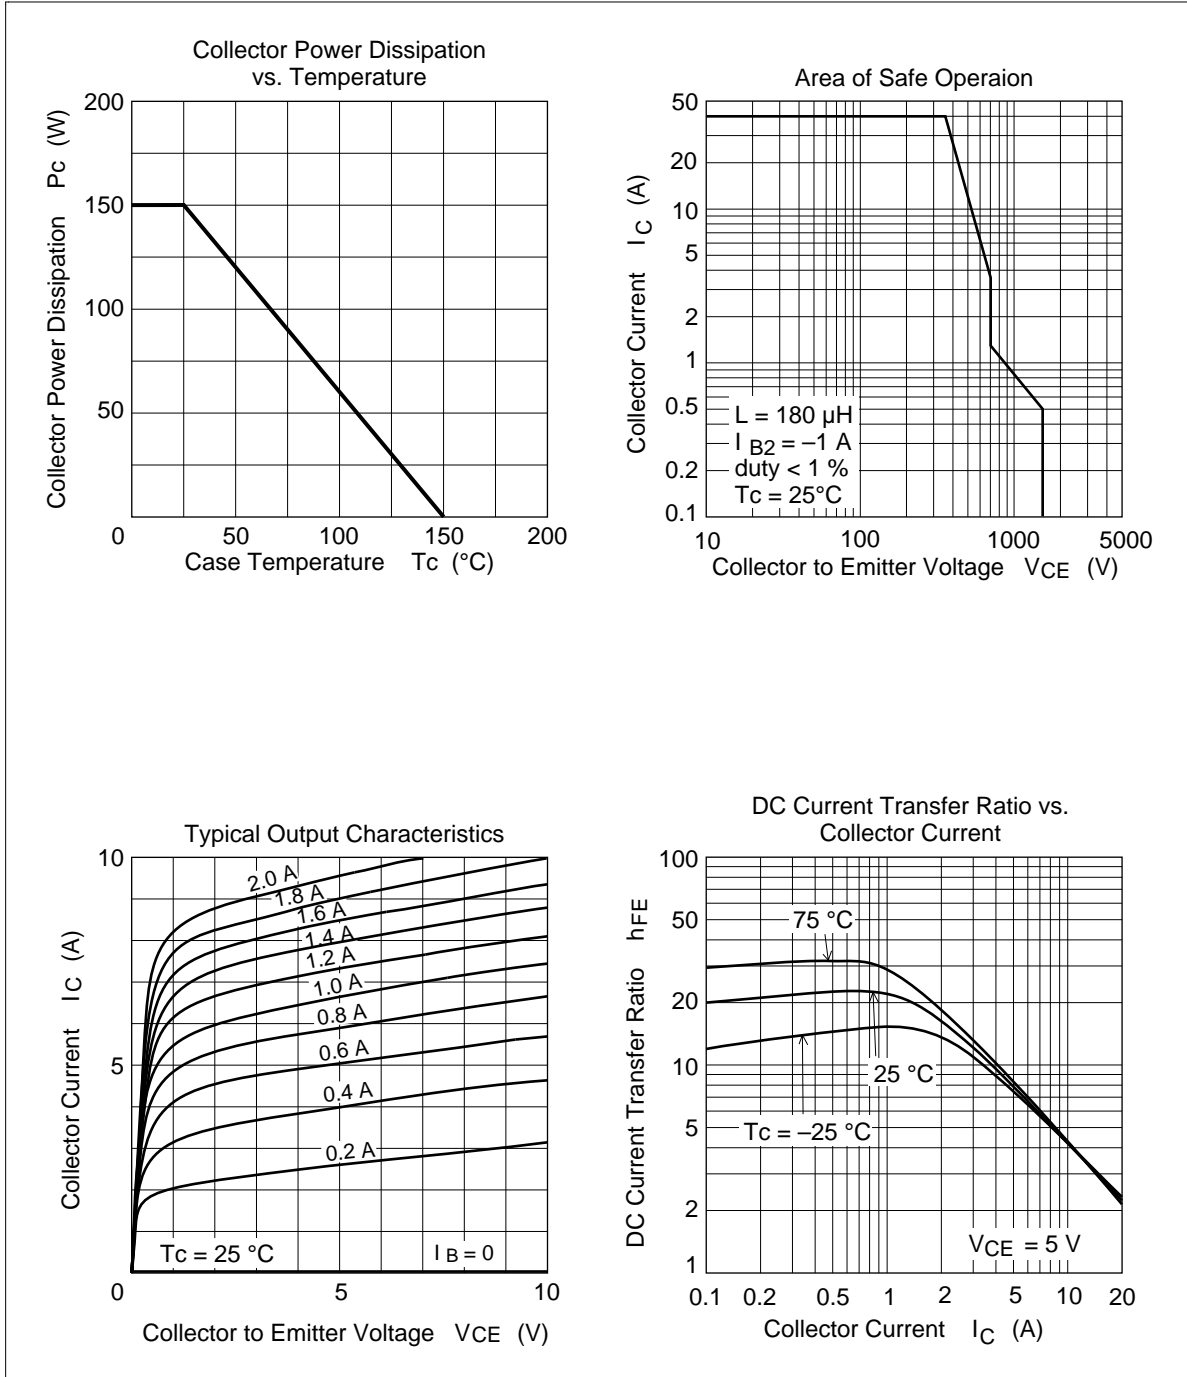 Collector Power Dissipation
vs. Temperature
200
150
100
50
0
50
100
150
200
Collector Power Dissipation Pc (W)
Case Temperature Tc (°C)
Area of Safe Operaion
50
20
10
5
2
1
0.5
0.2
0.1
10
100
1000
5000
Collector Current IC (A)
Collector to Emitter Voltage VCE (V)
L = 180 µH
IB2 = –1 A
duty < 1 %
Tc = 25°C
Typical Output Characteristics
10
5
0
5
10
Collector Current IC (A)
Collector to Emitter Voltage VCE (V)
2.0 A
1.8 A
1.6 A
1.4 A
1.2 A
1.0 A
0.8 A
0.6 A
0.4 A
0.2 A
Tc = 25 °C
IB = 0
DC Current Transfer Ratio vs.
Collector Current
100
50
20
10
5
2
1
0.1
0.2
0.5
1
2
5
10
20
DC Current Transfer Ratio hFE
Collector Current IC (A)
75 °C
25 °C
Tc = –25 °C
VCE = 5 V